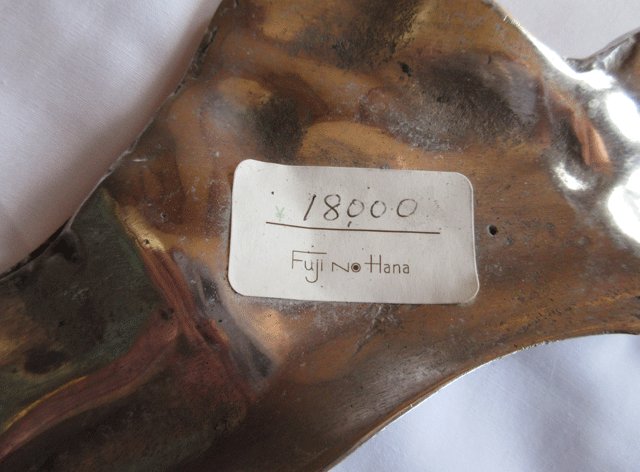 ¥ 18,000
Fuji No Hana